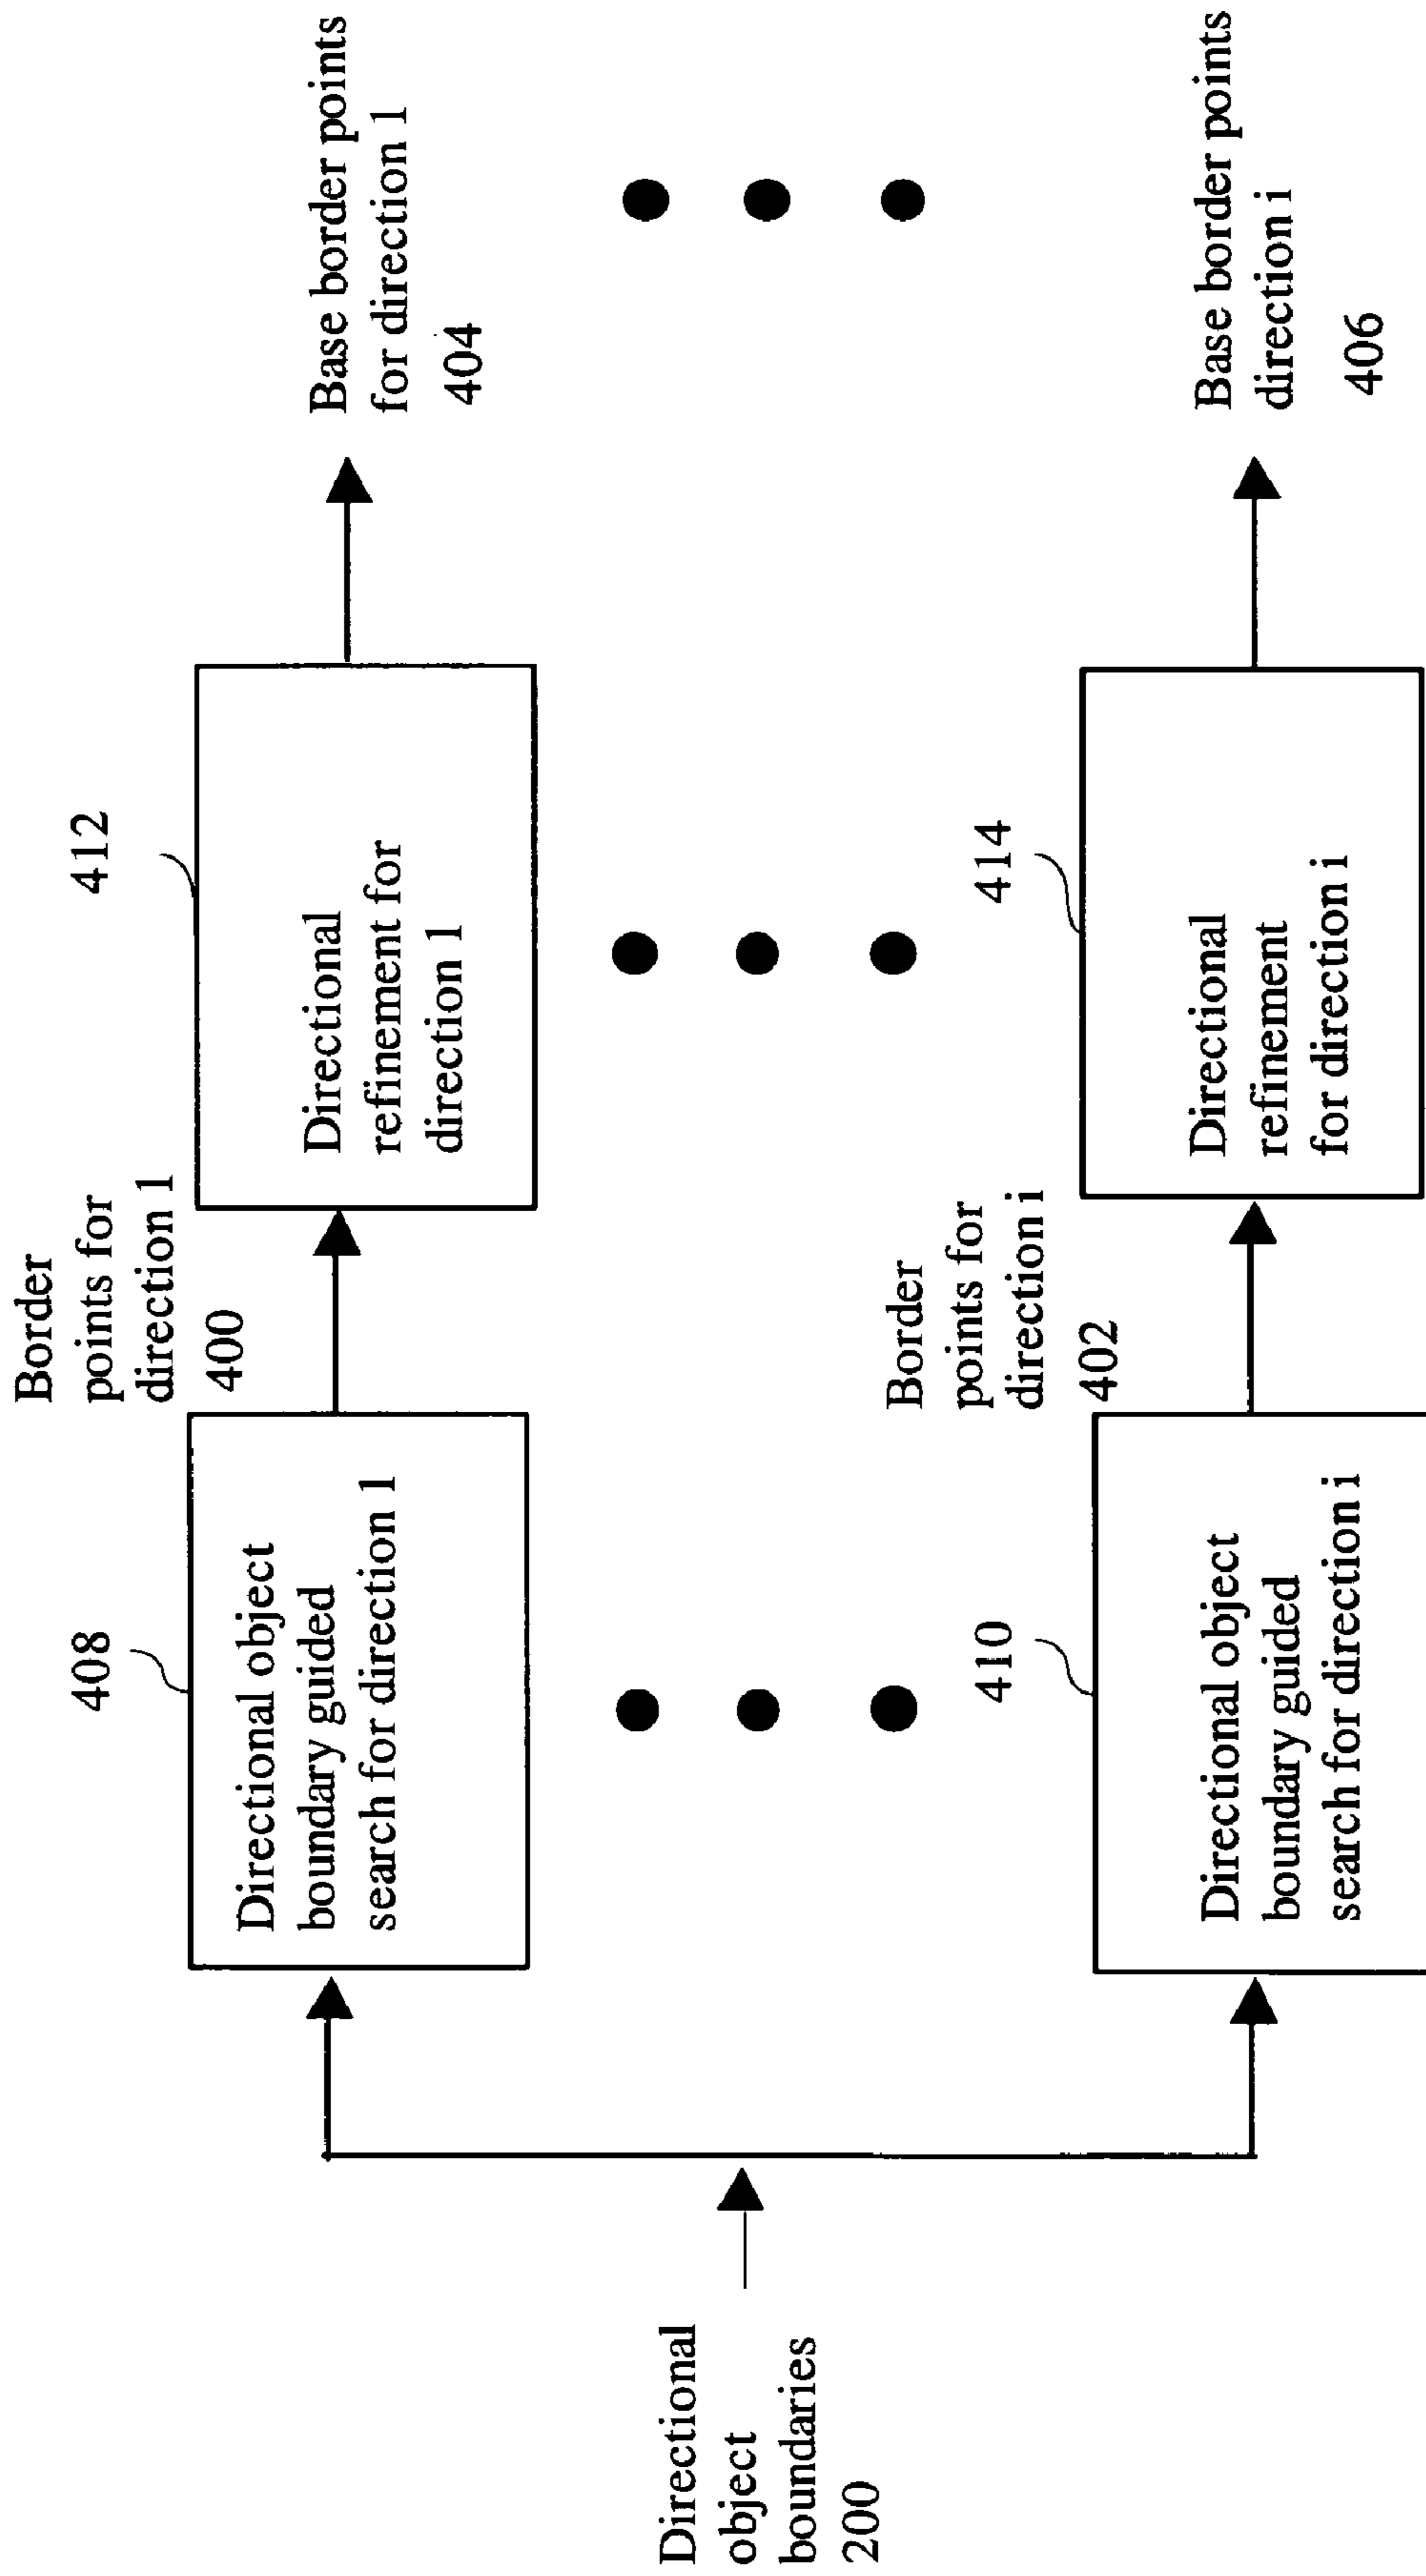 Directional
object
boundaries
200
408
Directional object
boundary guided
search for direction 1
Border
points for
direction 1
400
412
Directional
refinement for
direction 1
Base border points
for direction 1
404
410
Directional object
boundary guided
search for direction i
Border
points for
direction i
402
414
Directional
refinement
for direction i
Base border points
direction i
406